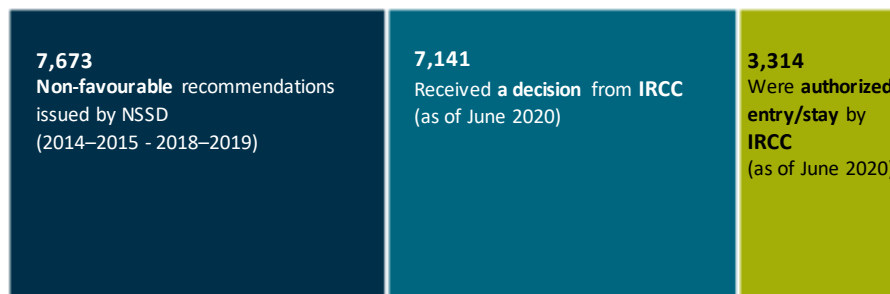 7,673
Non-favourable recommendations
issued by NSSD
(2014–2015 - 2018–2019)
7,141
Received a decision from IRCC
(as of June 2020)
3,314
Were authorized
entry/stay by
IRCC
(as of June 2020)